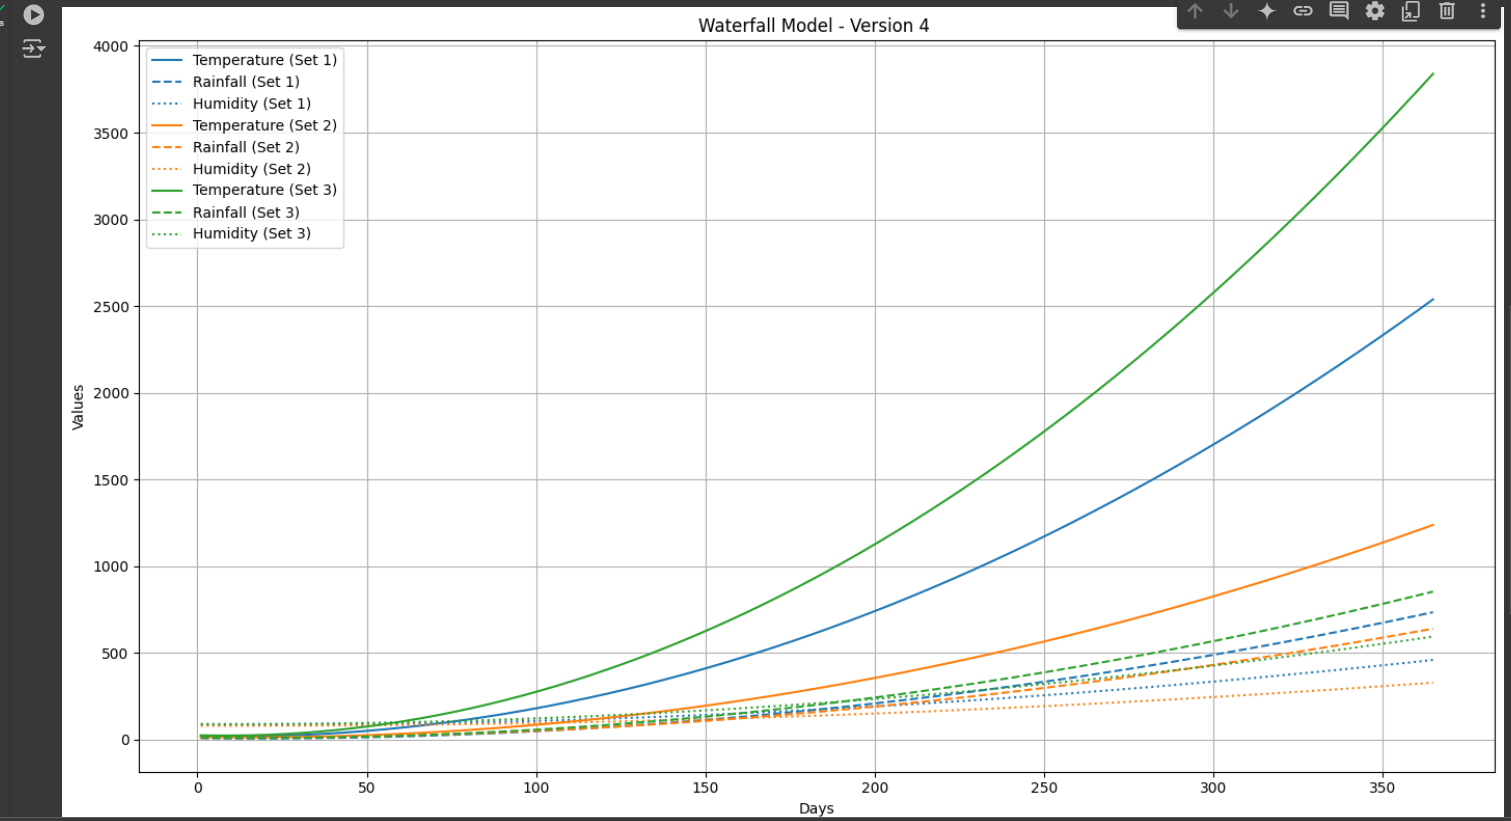 Waterfall Model - Version 4
4000
3500
3000
2500
2000
1500
1000
500
0
Values
Temperature (Set 1)
Rainfall (Set 1)
Humidity (Set 1)
Temperature (Set 2)
Rainfall (Set 2)
Humidity (Set 2)
Temperature (Set 3)
Rainfall (Set 3)
Humidity (Set 3)
0 50 100 150 200 250 300 350
Days